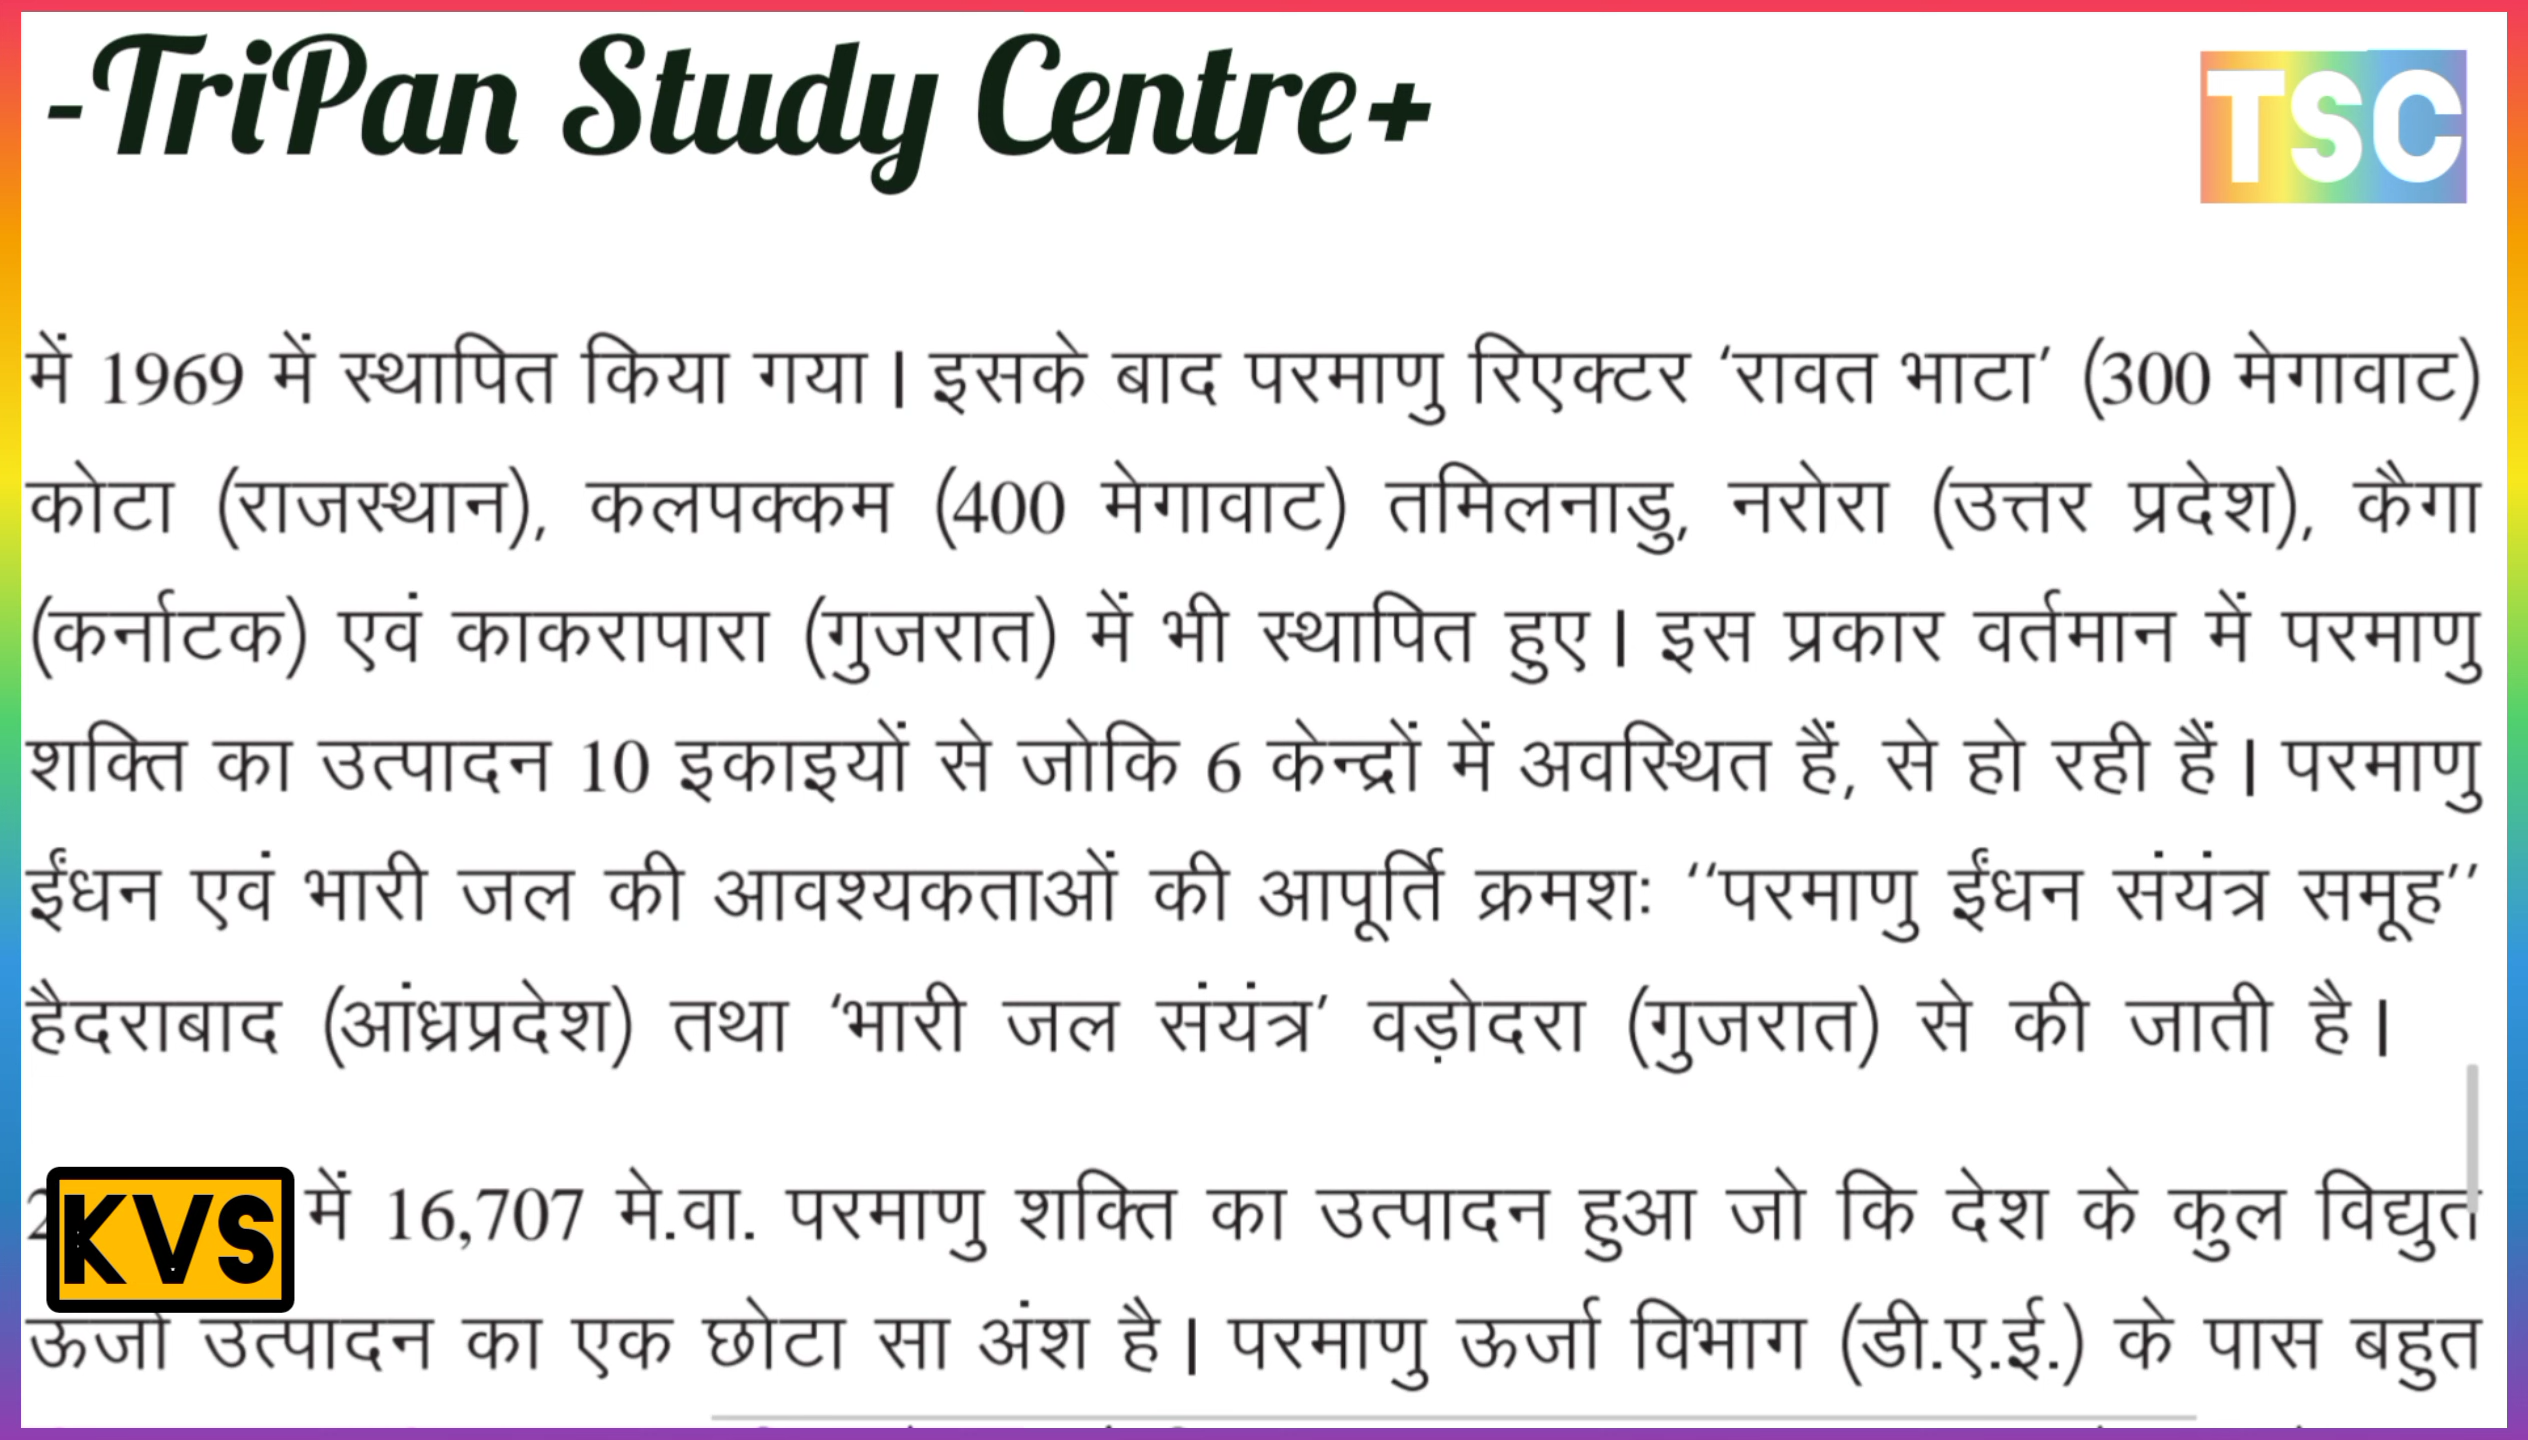 -TriPan Study Centre+
TSC
में 1969 में स्थापित किया गया। इसके बाद परमाणु रिएक्टर ‘रावत भाटा’ (300 मेगावाट)
कोटा (राजस्थान), कलपक्कम (400 मेगावाट) तमिलनाडु, नरोरा (उत्तर प्रदेश), कैगा
(कर्नाटक) एवं काकरापारा (गुजरात) में भी स्थापित हुए। इस प्रकार वर्तमान में परमाणु
शक्ति का उत्पादन 10 इकाइयों से जोकि 6 केन्द्रों में अवस्थित हैं, से हो रही हैं। परमाणु
ईंधन एवं भारी जल की आवश्यकताओं की आपूर्ति क्रमशः ‘‘परमाणु ईंधन संयंत्र समूह’’
हैदराबाद (आंध्रप्रदेश) तथा ‘भारी जल संयंत्र’ वड़ोदरा (गुजरात) से की जाती है।
KVS में 16,707 मे.वा. परमाणु शक्ति का उत्पादन हुआ जो कि देश के कुल विद्युत
ऊर्जा उत्पादन का एक छोटा सा अंश है। परमाणु ऊर्जा विभाग (डी.ए.ई.) के पास बहुत